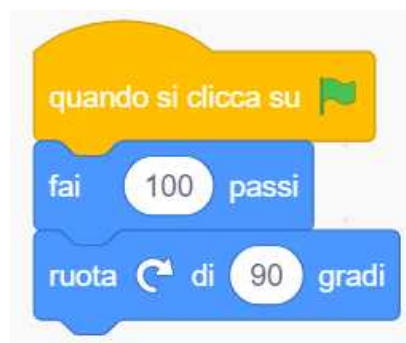 quando si clicca su
fai 100 passi
ruota di 90 gradi